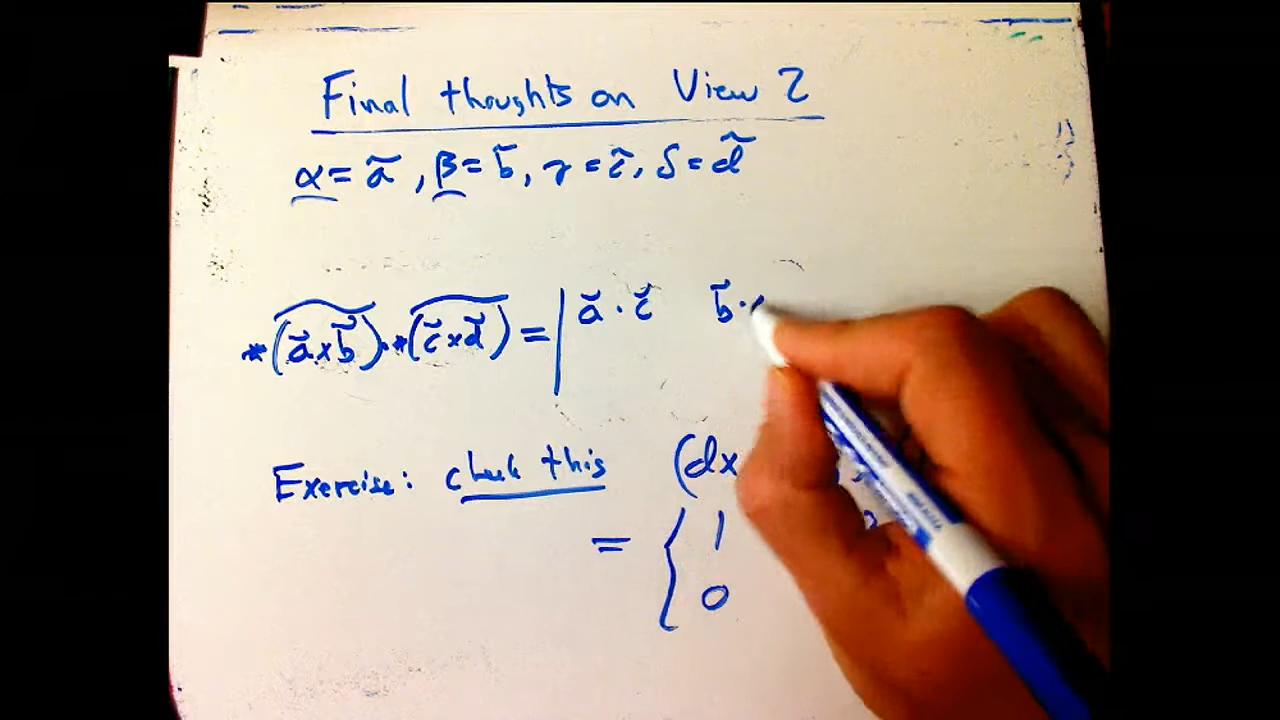 Final thoughts on View 2
α = ã, β = b̃, γ = c̃, δ = d̃
*(ă×b̆)·*(c̆×d̆) = | ă·c̆ b̆·
Exercise: check this (dx
= { 1
0